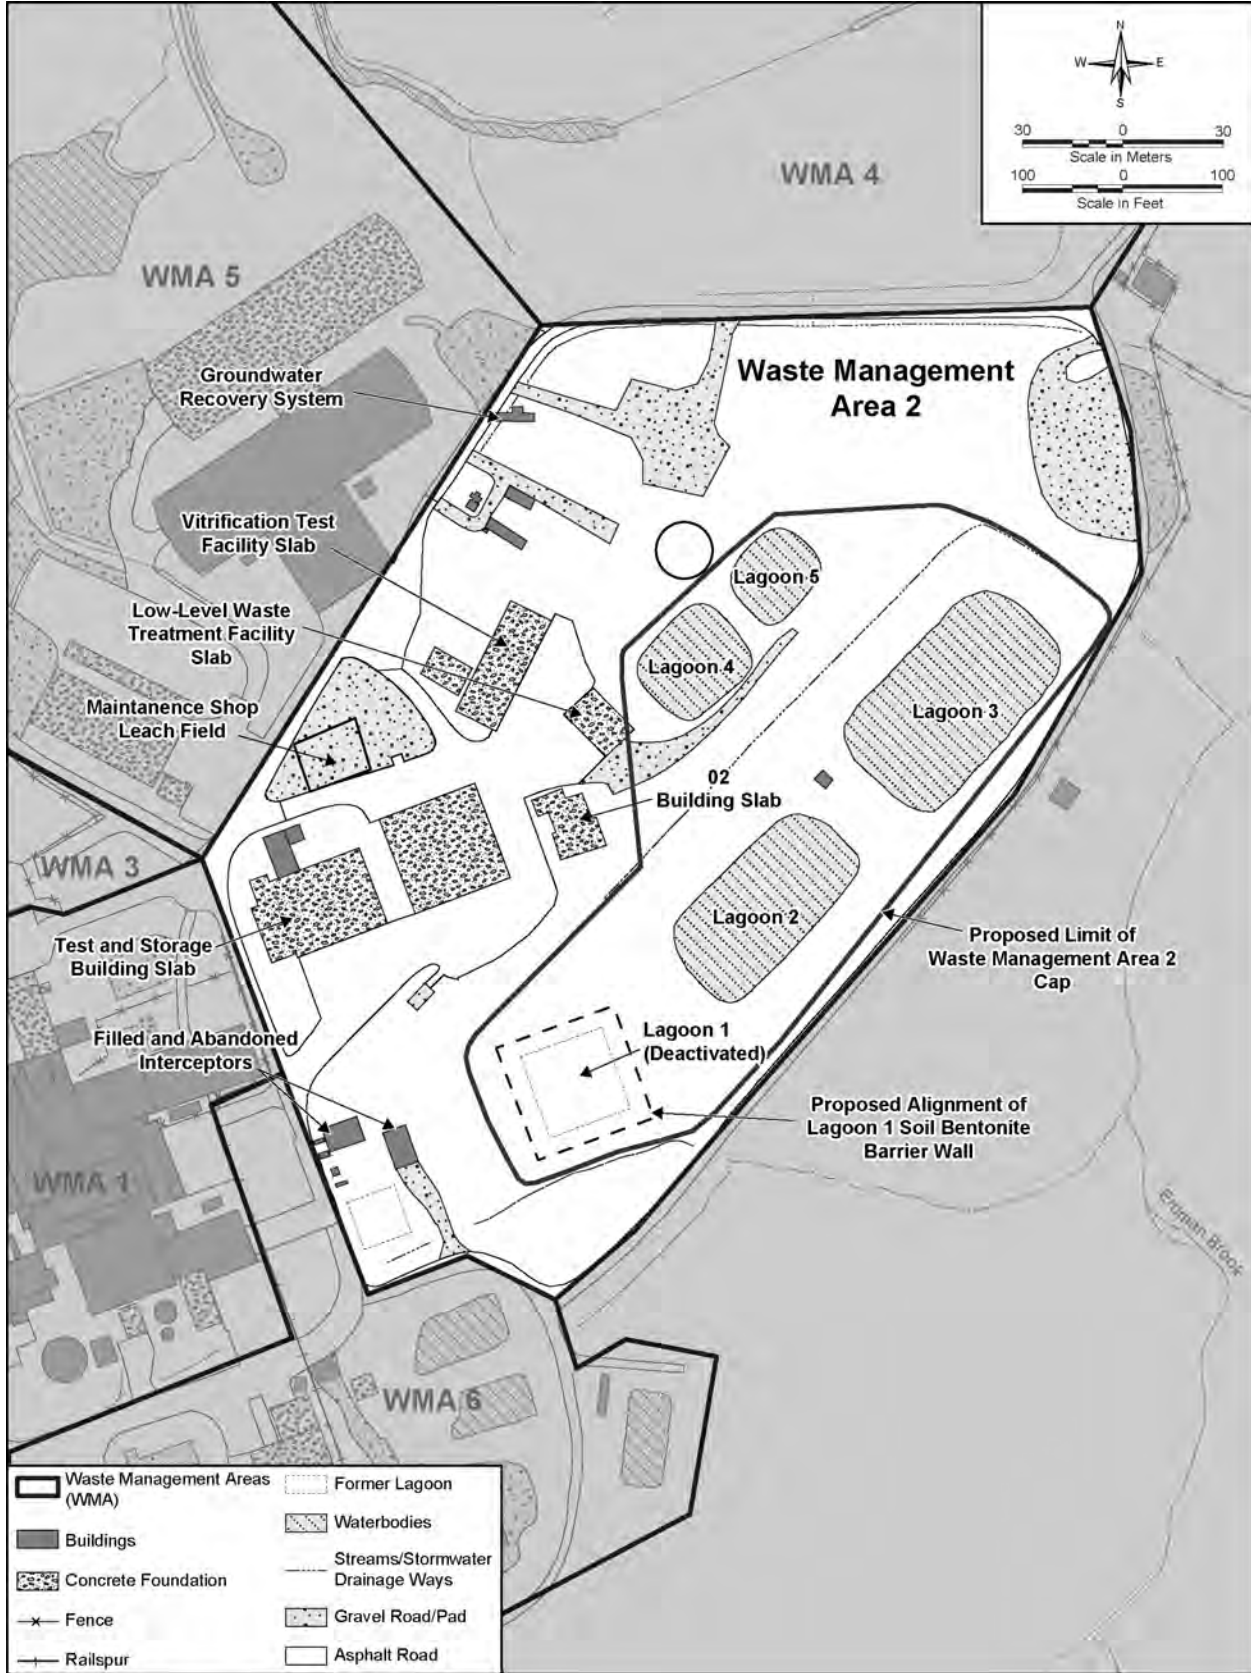 N
W
E
S
30
0
30
Scale in Meters
100
0
100
Scale in Feet
WMA 4
WMA 5
Waste Management
Area 2
Groundwater
Recovery System
Vitrification Test
Facility Slab
Lagoon 5
Low-Level Waste
Treatment Facility
Slab
Lagoon 4
Maintanence Shop
Leach Field
Lagoon 3
02
Building Slab
WMA 3
Lagoon 2
Test and Storage
Building Slab
Proposed Limit of
Waste Management Area 2
Cap
Filled and Abandoned
Interceptors
Lagoon 1
(Deactivated)
Proposed Alignment of
Lagoon 1 Soil Bentonite
Barrier Wall
WMA 1
Erdman Brook
WMA 6
Waste Management Areas
(WMA)
Buildings
Concrete Foundation
Fence
Railspur
Former Lagoon
Waterbodies
Streams/Stormwater
Drainage Ways
Gravel Road/Pad
Asphalt Road